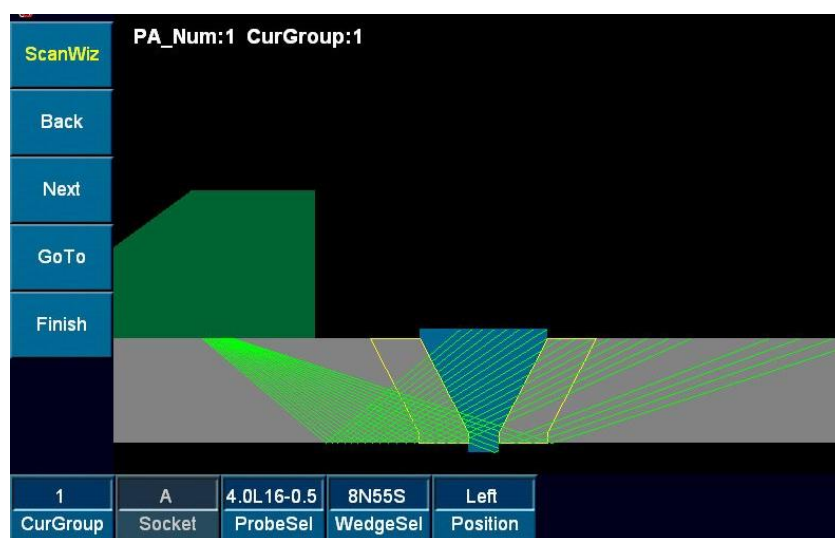 PA_Num:1 CurGroup:1
ScanWiz
Back
Next
GoTo
Finish
1 A 4.0L16-0.5 8N55S Left
CurGroup Socket ProbeSel WedgeSel Position